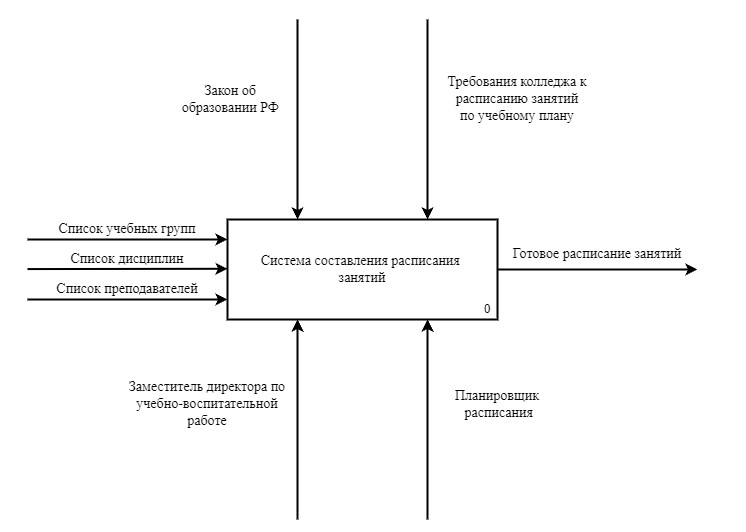 Закон об
образовании РФ
Требования колледжа к
расписанию занятий
по учебному плану
Список учебных групп
Список дисциплин
Список преподавателей
Система составления расписания
занятий
0
Готовое расписание занятий
Заместитель директора по
учебно-воспитательной
работе
Планировщик
расписания